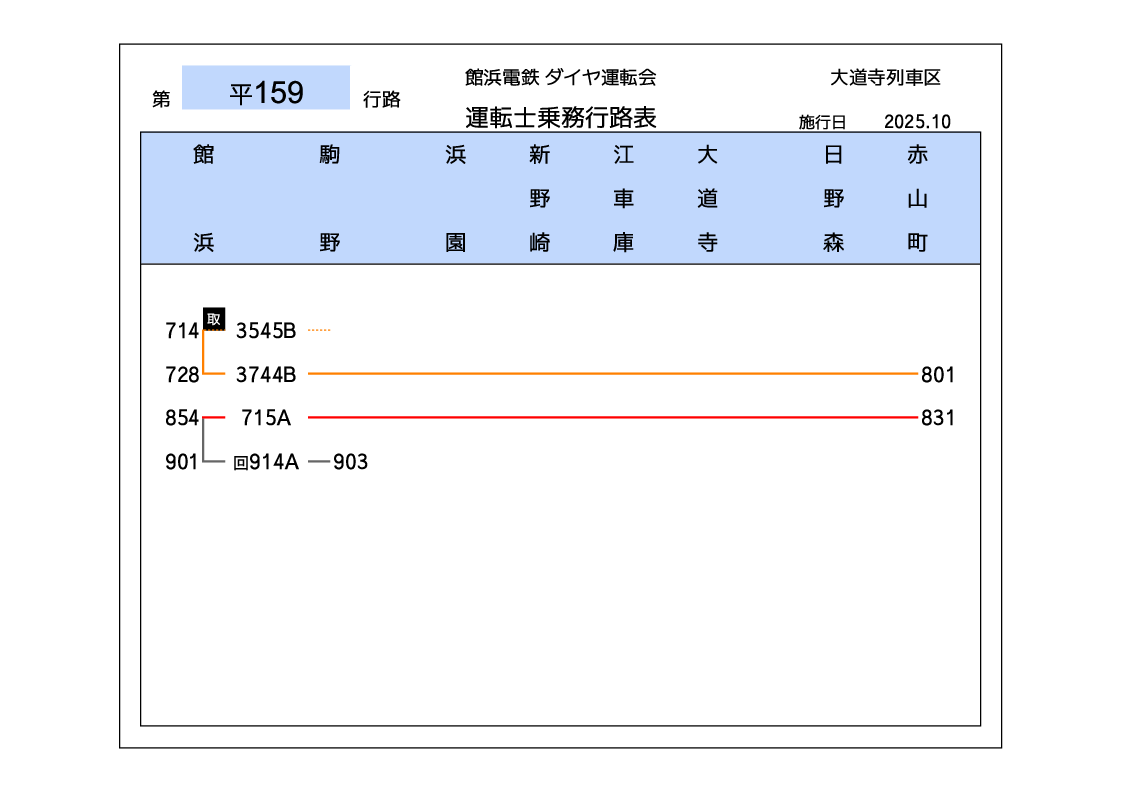 館浜電鉄 ダイヤ運転会
大道寺列車区
第 平159 行路
運転士乗務行路表
施行日 2025.10
館浜 駒野 浜園 新野崎 江車庫 大道寺 日野森 赤山町
714 取 3545B
728 3744B 801
854 715A 831
901 回914A 903